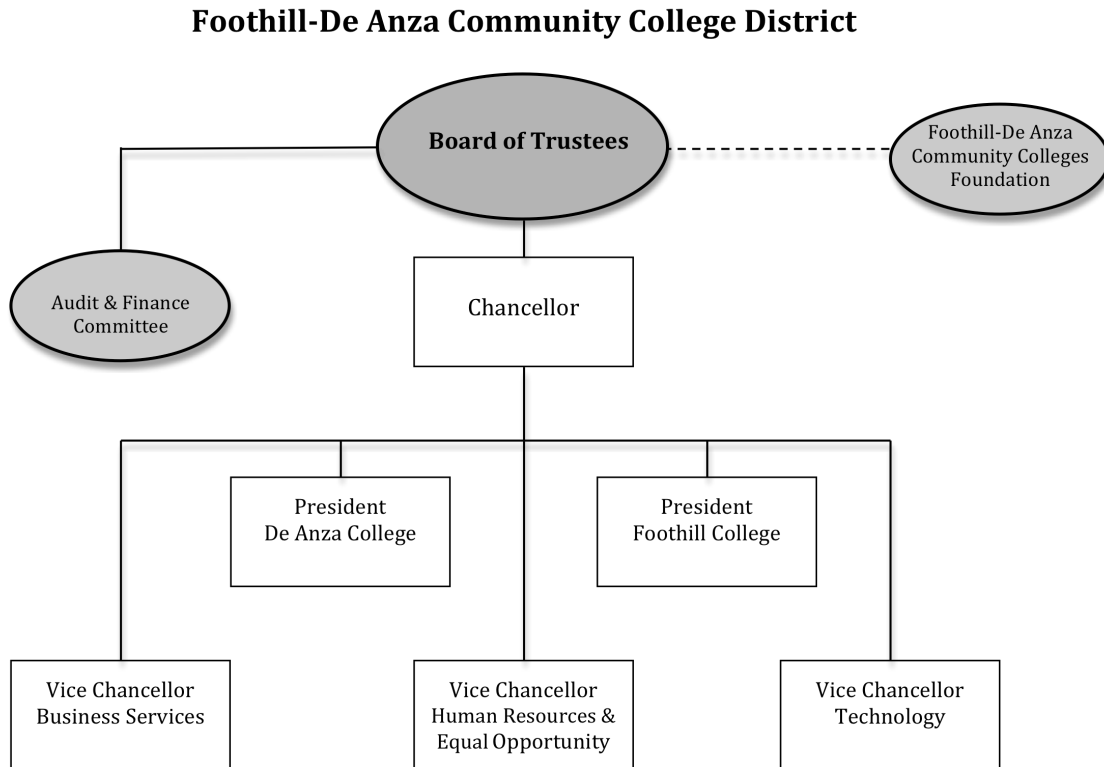 Foothill-De Anza Community College District
Board of Trustees
Foothill-De Anza
Community Colleges
Foundation
Audit & Finance
Committee
Chancellor
President
De Anza College
President
Foothill College
Vice Chancellor
Business Services
Vice Chancellor
Human Resources &
Equal Opportunity
Vice Chancellor
Technology